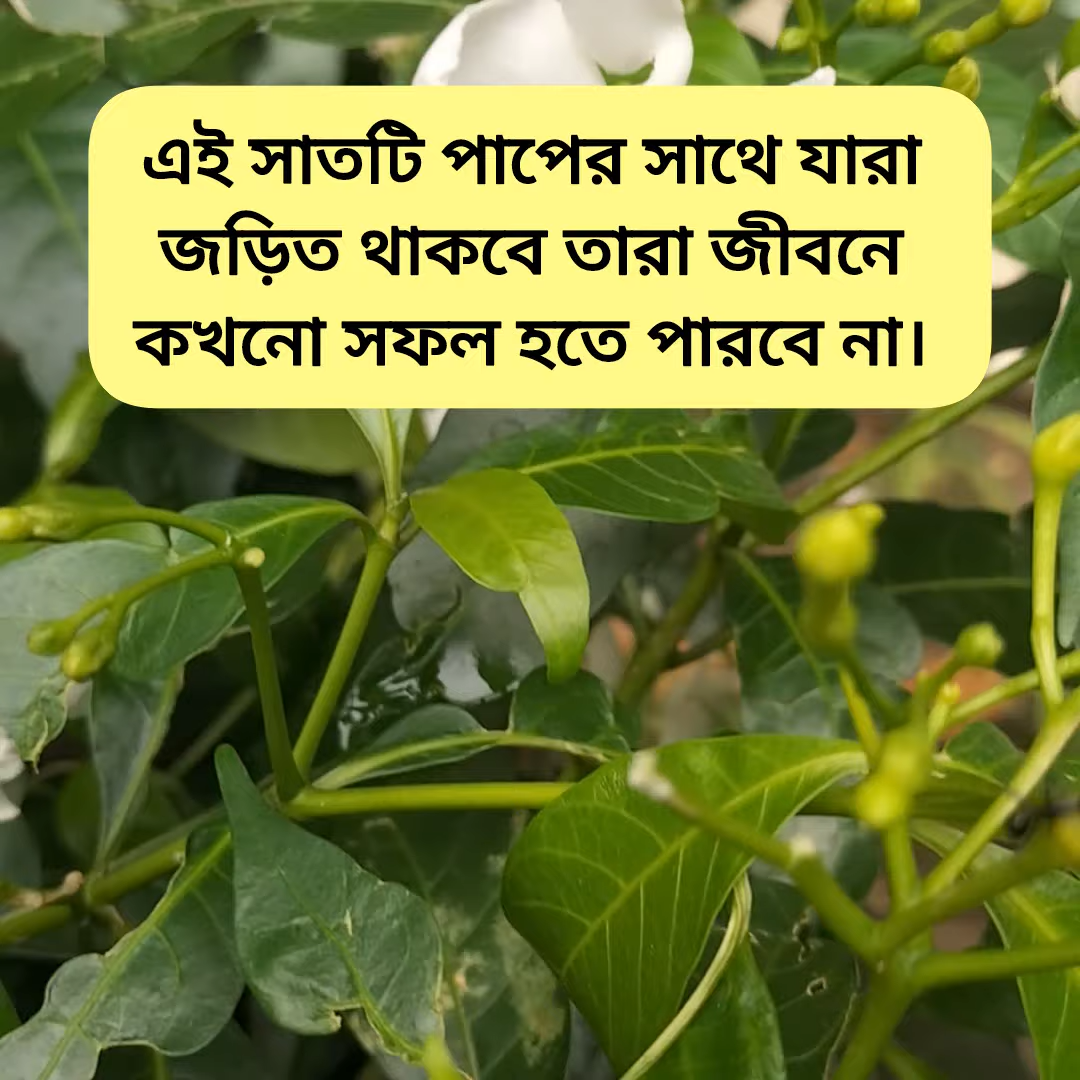 এই সাতটি পাপের সাথে যারা
জড়িত থাকবে তারা জীবনে
কখনো সফল হতে পারবে না।